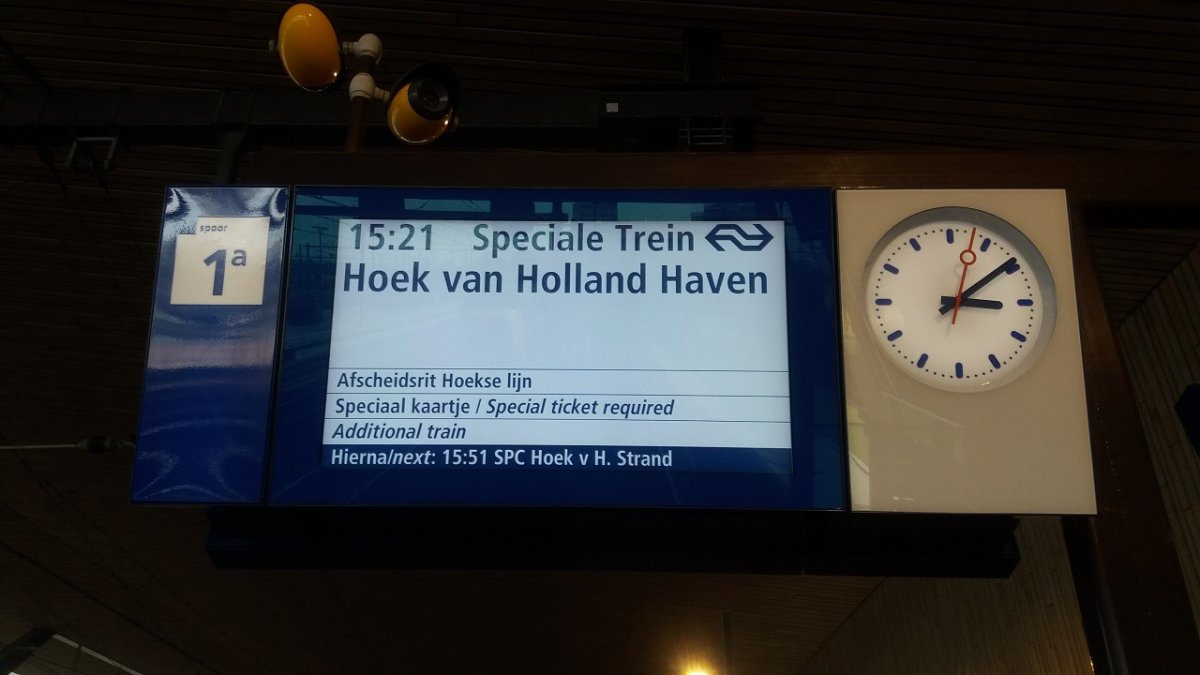 spoor
1a
15:21 Speciale Trein
Hoek van Holland Haven
Afscheidsrit Hoekse lijn
Speciaal kaartje / Special ticket required
Additional train
Hierna/next: 15:51 SPC Hoek v H. Strand